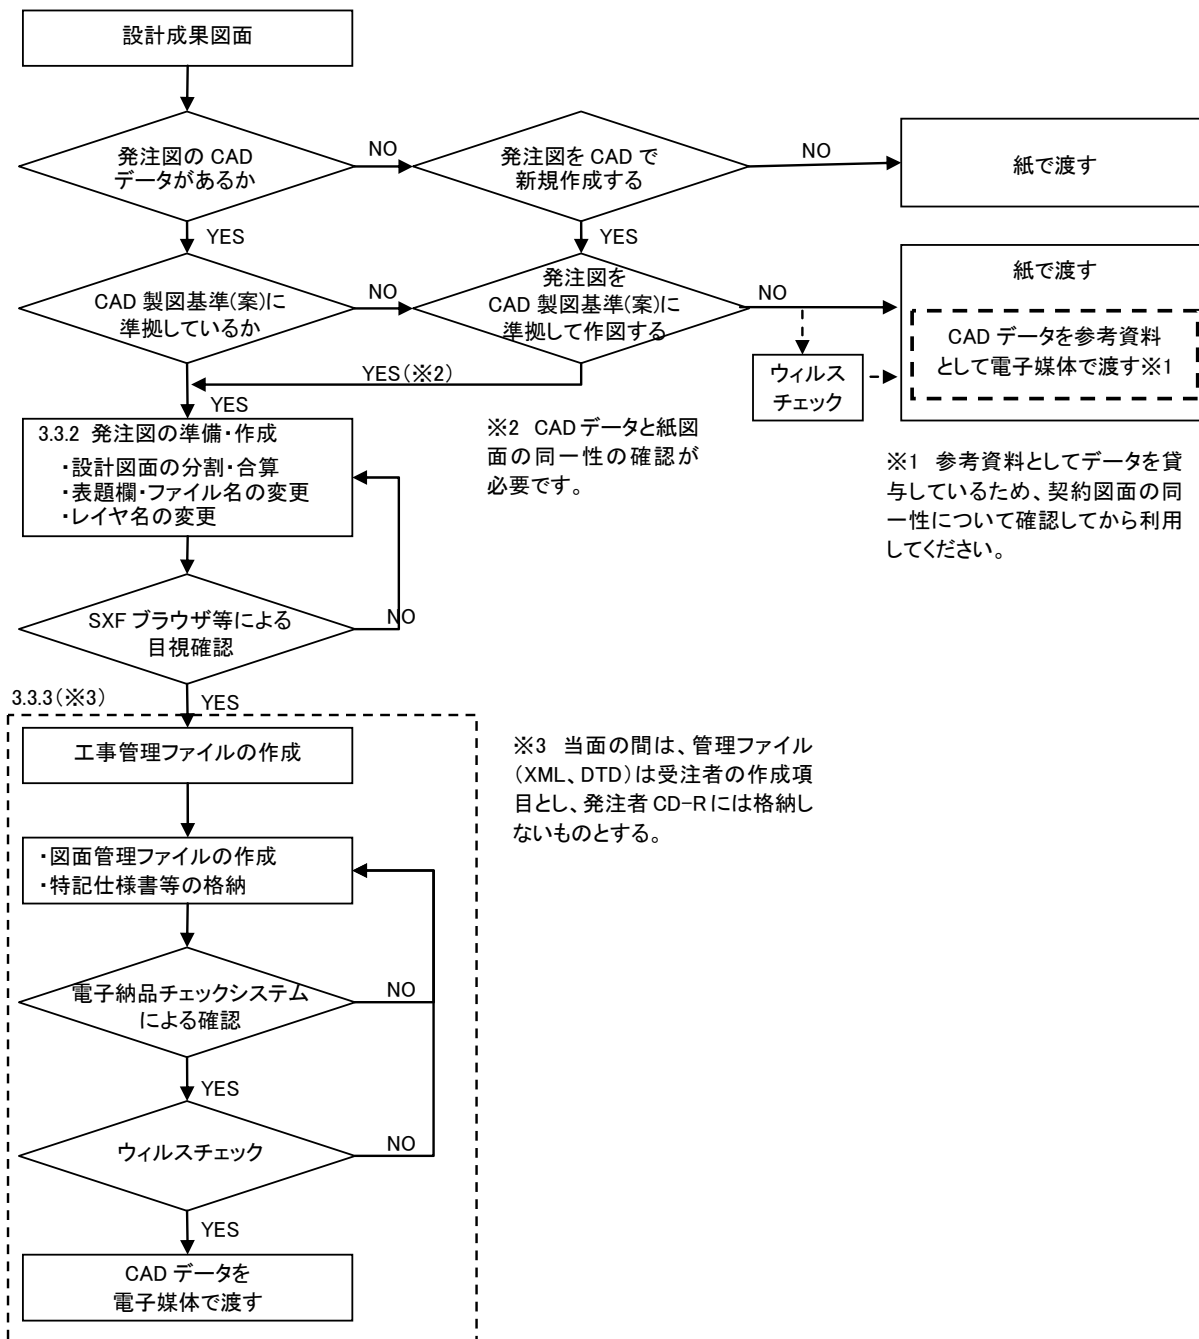 設計成果図面
発注図の CAD
データがあるか
NO
発注図を CAD で
新規作成する
NO
紙で渡す
YES
YES
CAD 製図基準(案)に
準拠しているか
NO
発注図を
CAD 製図基準(案)に
準拠して作図する
NO
紙で渡す
CAD データを参考資料
として電子媒体で渡す※1
ウィルス
チェック
YES(※2)
YES
3.3.2 発注図の準備・作成
・設計図面の分割・合算
・表題欄・ファイル名の変更
・レイヤ名の変更
※2 CADデータと紙図
面の同一性の確認が
必要です。
※1 参考資料としてデータを貸
与しているため、契約図面の同
一性について確認してから利用
してください。
SXF ブラウザ等による
目視確認
NO
3.3.3(※3)
YES
工事管理ファイルの作成
※3 当面の間は、管理ファイル
(XML、DTD)は受注者の作成項
目とし、発注者 CD-R には格納し
ないものとする。
・図面管理ファイルの作成
・特記仕様書等の格納
電子納品チェックシステム
による確認
NO
YES
ウィルスチェック
NO
YES
CAD データを
電子媒体で渡す